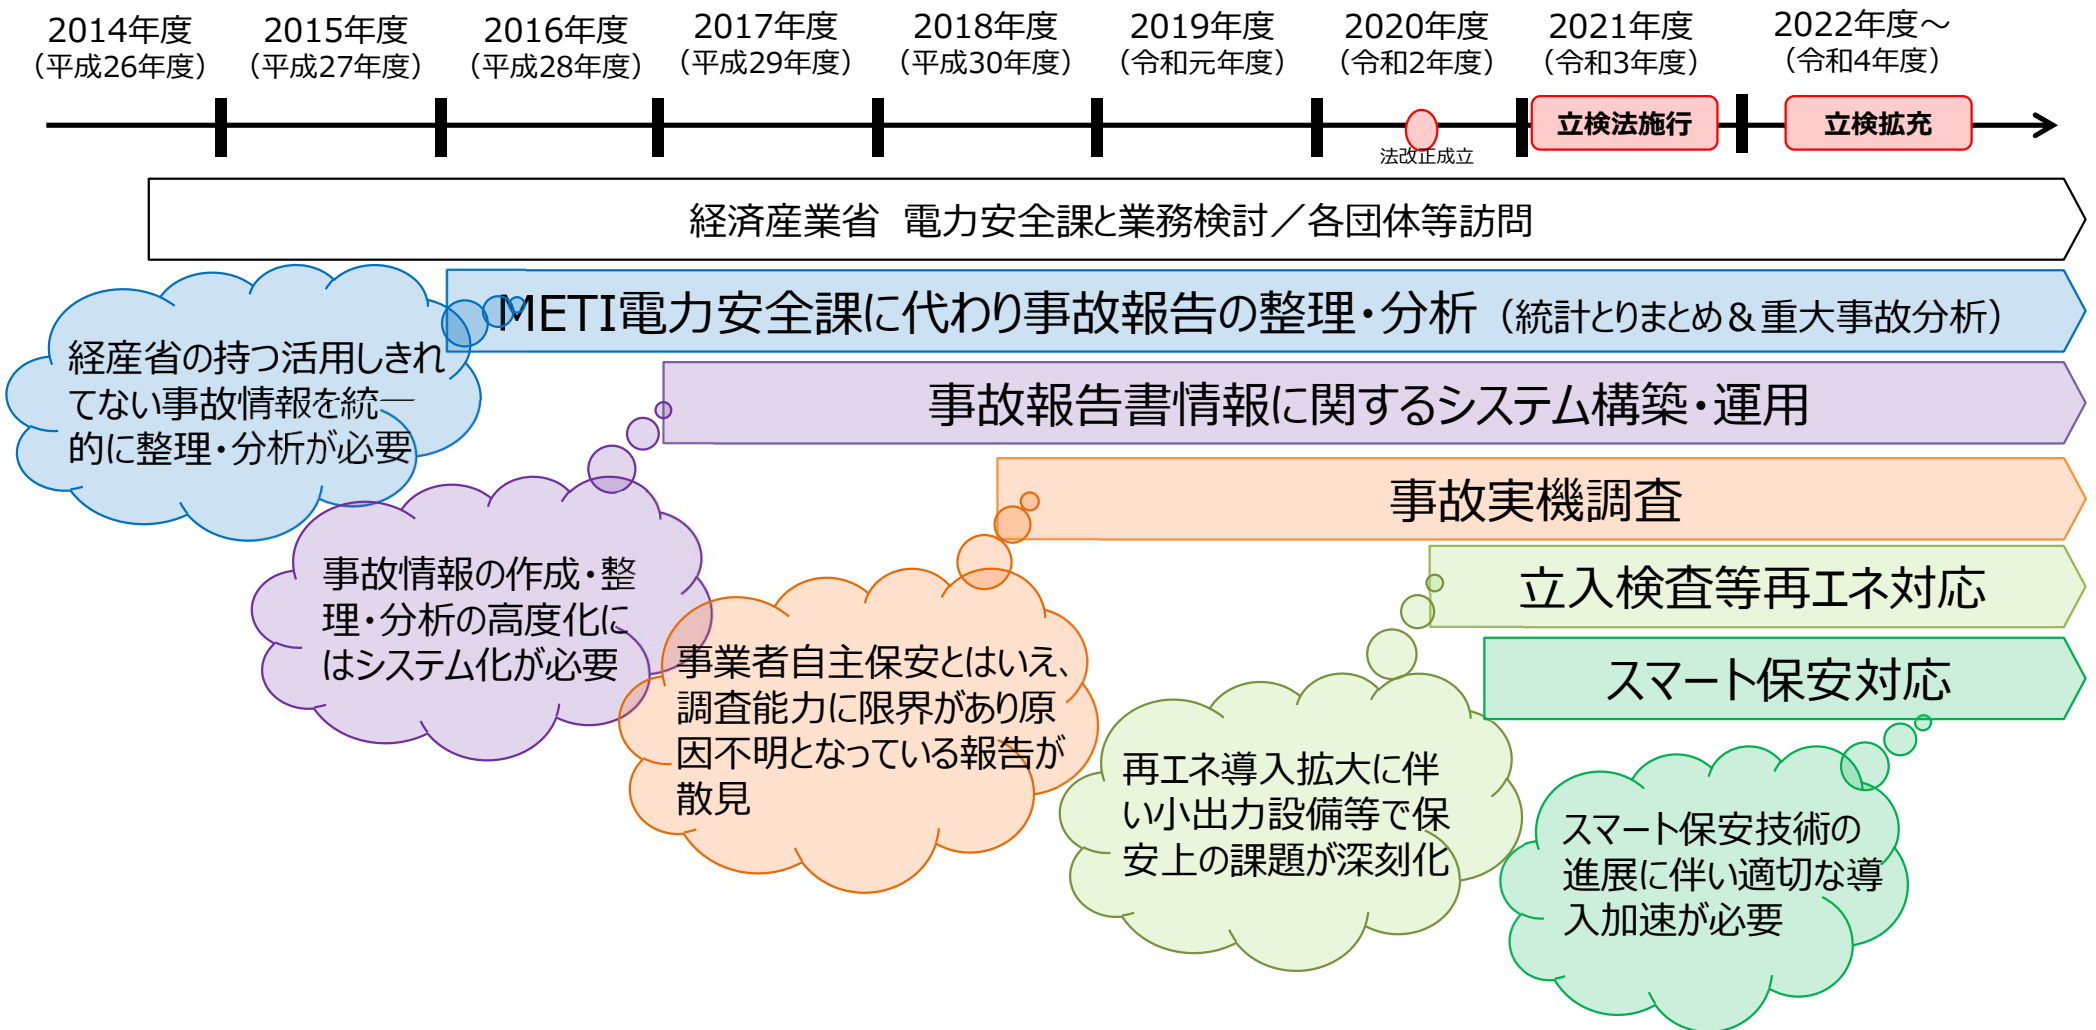 2014年度
（平成26年度）
2015年度
（平成27年度）
2016年度
（平成28年度）
2017年度
（平成29年度）
2018年度
（平成30年度）
2019年度
（令和元年度）
2020年度
（令和2年度）
2021年度
（令和3年度）
2022年度～
（令和4年度）
法改正成立
立検法施行
立検拡充
経済産業省　電力安全課と業務検討／各団体等訪問
METI電力安全課に代わり事故報告の整理・分析（統計とりまとめ＆重大事故分析）
経産省の持つ活用しきれ
てない事故情報を統一
的に整理・分析が必要
事故報告書情報に関するシステム構築・運用
事故情報の作成・整
理・分析の高度化に
はシステム化が必要
事故実機調査
事業者自主保安とはいえ、
調査能力に限界があり原
因不明となっている報告が
散見
立入検査等再エネ対応
再エネ導入拡大に伴
い小出力設備等で保
安上の課題が深刻化
スマート保安対応
スマート保安技術の
進展に伴い適切な導
入加速が必要